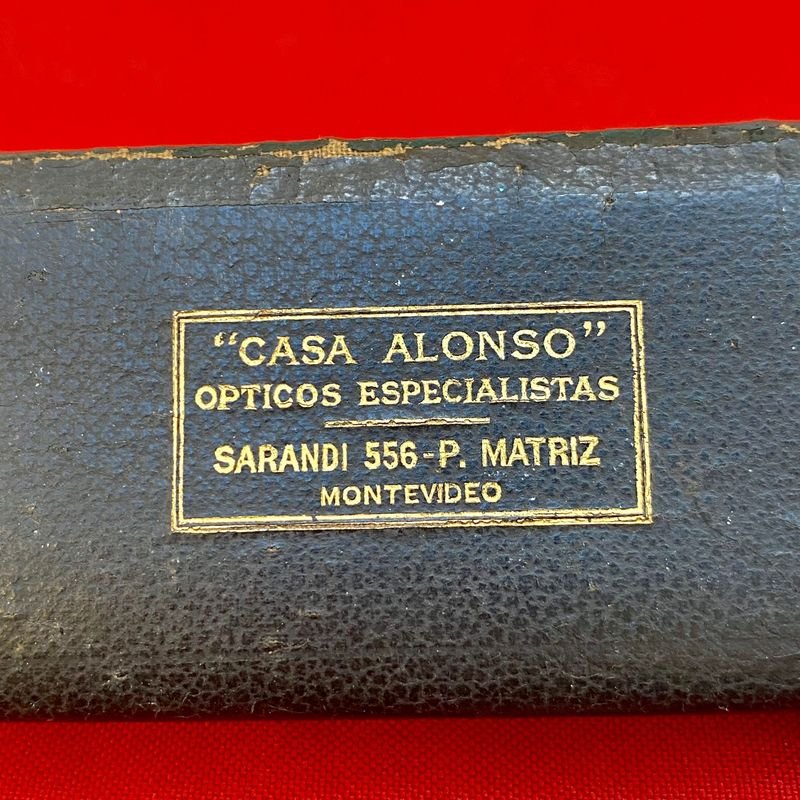 “CASA ALONSO”
OPTICOS ESPECIALISTAS
SARANDI 556-P. MATRIZ
MONTEVIDEO